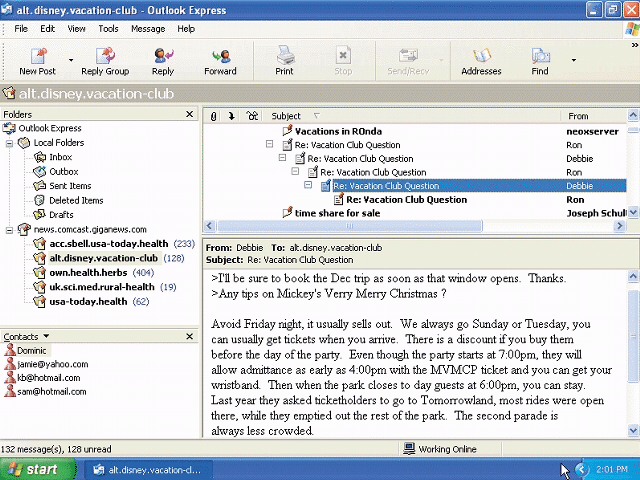 alt.disney.vacation-club - Outlook Express
File Edit View Tools Message Help
New Post Reply Group Reply Forward Print Stop Send/Recv Addresses Find
alt.disney.vacation-club
Folders
Outlook Express
Local Folders
Inbox
Outbox
Sent Items
Deleted Items
Drafts
news.comcast.giganews.com
acc.sbell.usa-today.health (233)
alt.disney.vacation-club (128)
own.health.herbs (404)
uk.sci.med.rural-health (19)
usa-today.health (62)
Contacts
Dominic
jamie@yahoo.com
kb@hotmail.com
sam@hotmail.com
Subject From
Vacations in ROnda neoxserver
Re: Vacation Club Question Ron
Re: Vacation Club Question Debbie
Re: Vacation Club Question Ron
Re: Vacation Club Question Debbie
Re: Vacation Club Question Ron
time share for sale Joseph Schul
From: Debbie To: alt.disney.vacation-club
Subject: Re: Vacation Club Question
>I'll be sure to book the Dec trip as soon as that window opens. Thanks.
>Any tips on Mickey's Verry Merry Christmas ?
Avoid Friday night, it usually sells out. We always go Sunday or Tuesday, you
can usually get tickets when you arrive. There is a discount if you buy them
before the day of the party. Even though the party starts at 7:00pm, they will
allow admittance as early as 4:00pm with the MVMCP ticket and you can get your
wristband. Then when the park closes to day guests at 6:00pm, you can stay.
Last year they asked ticketholders to go to Tomorrowland, most rides were open
there, while they emptied out the rest of the park. The second parade is
always less crowded.
132 message(s), 128 unread Working Online
start alt.disney.vacation-cl... 2:01 PM